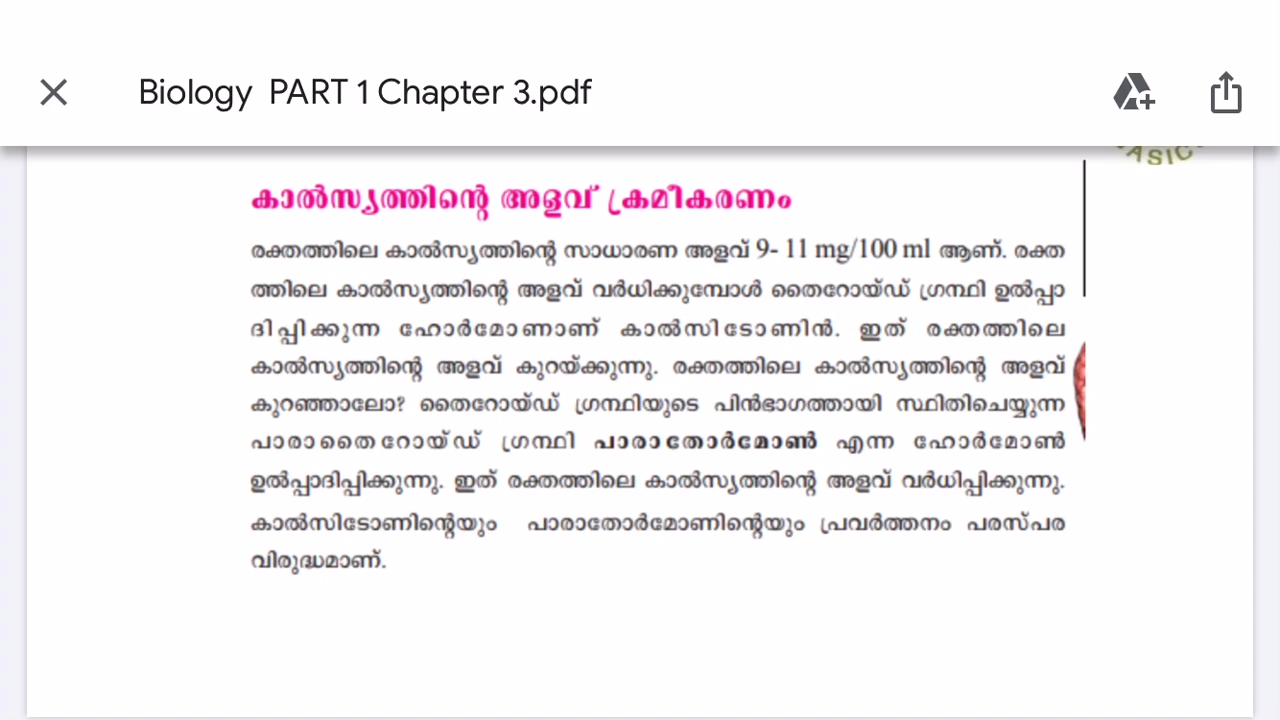 Biology PART 1 Chapter 3.pdf
ASIC
കാൽസ്യത്തിന്റെ അളവ് ക്രമീകരണം
രക്തത്തിലെ കാൽസ്യത്തിന്റെ സാധാരണ അളവ് 9- 11 mg/100 ml ആണ്. രക്ത
ത്തിലെ കാൽസ്യത്തിന്റെ അളവ് വർധിക്കുമ്പോൾ തൈറോയ്ഡ് ഗ്രന്ഥി ഉൽപ്പാ
ദിപ്പിക്കുന്ന ഹോർമോണാണ് കാൽസിടോണിൻ. ഇത് രക്തത്തിലെ
കാൽസ്യത്തിന്റെ അളവ് കുറയ്ക്കുന്നു. രക്തത്തിലെ കാൽസ്യത്തിന്റെ അളവ്
കുറഞ്ഞാലോ? തൈറോയ്ഡ് ഗ്രന്ഥിയുടെ പിൻഭാഗത്തായി സ്ഥിതിചെയ്യുന്ന
പാരാതൈറോയ്ഡ് ഗ്രന്ഥി പാരാതോർമോൺ എന്ന ഹോർമോൺ
ഉൽപ്പാദിപ്പിക്കുന്നു. ഇത് രക്തത്തിലെ കാൽസ്യത്തിന്റെ അളവ് വർധിപ്പിക്കുന്നു.
കാൽസിടോണിന്റെയും പാരാതോർമോണിന്റെയും പ്രവർത്തനം പരസ്പര
വിരുദ്ധമാണ്.